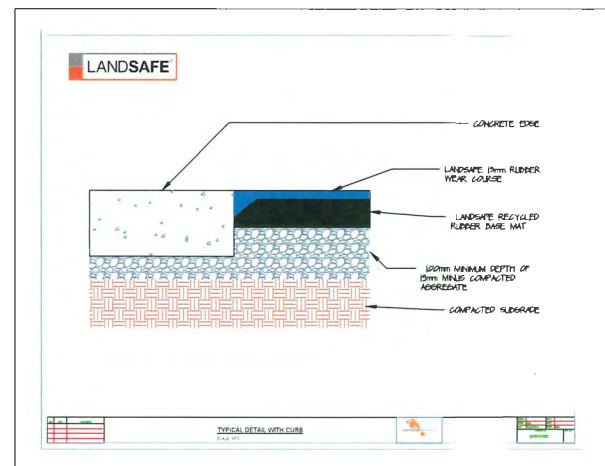 LANDSAFE
CONCRETE EDGE
LANDSAFE 13mm RUBBER
WEAR COURSE
LANDSAFE RECYCLED
RUBBER BASE MAT
100mm MINIMUM DEPTH OF
19mm MINUS COMPACTED
AGGREGATE
COMPACTED SUBGRADE
TYPICAL DETAIL WITH CURB